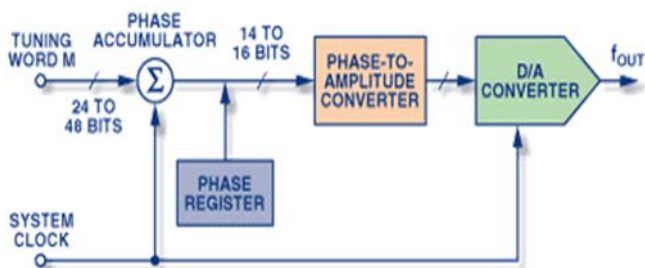 TUNING
WORD M
24 TO
48 BITS
PHASE
ACCUMULATOR
Σ
14 TO
16 BITS
PHASE
REGISTER
PHASE-TO-
AMPLITUDE
CONVERTER
D/A
CONVERTER
fOUT
SYSTEM
CLOCK